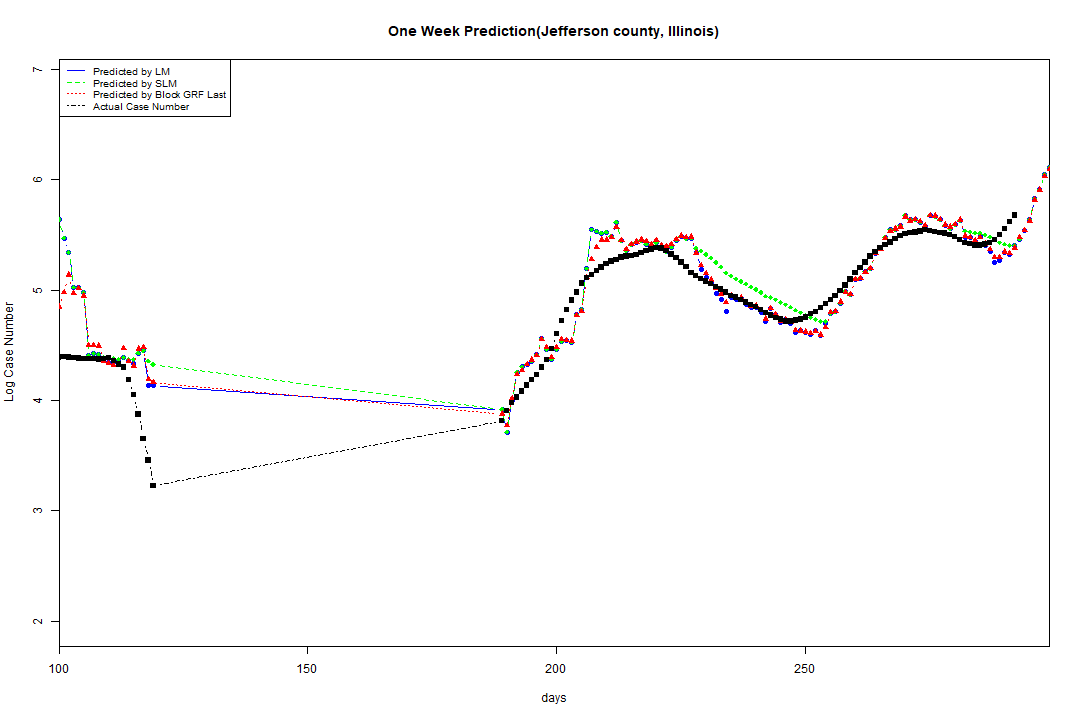 One Week Prediction(Jefferson county, Illinois)
Predicted by LM
Predicted by SLM
Predicted by Block GRF Last
Actual Case Number
7
6
5
4
3
2
Log Case Number
100 150 200 250
days